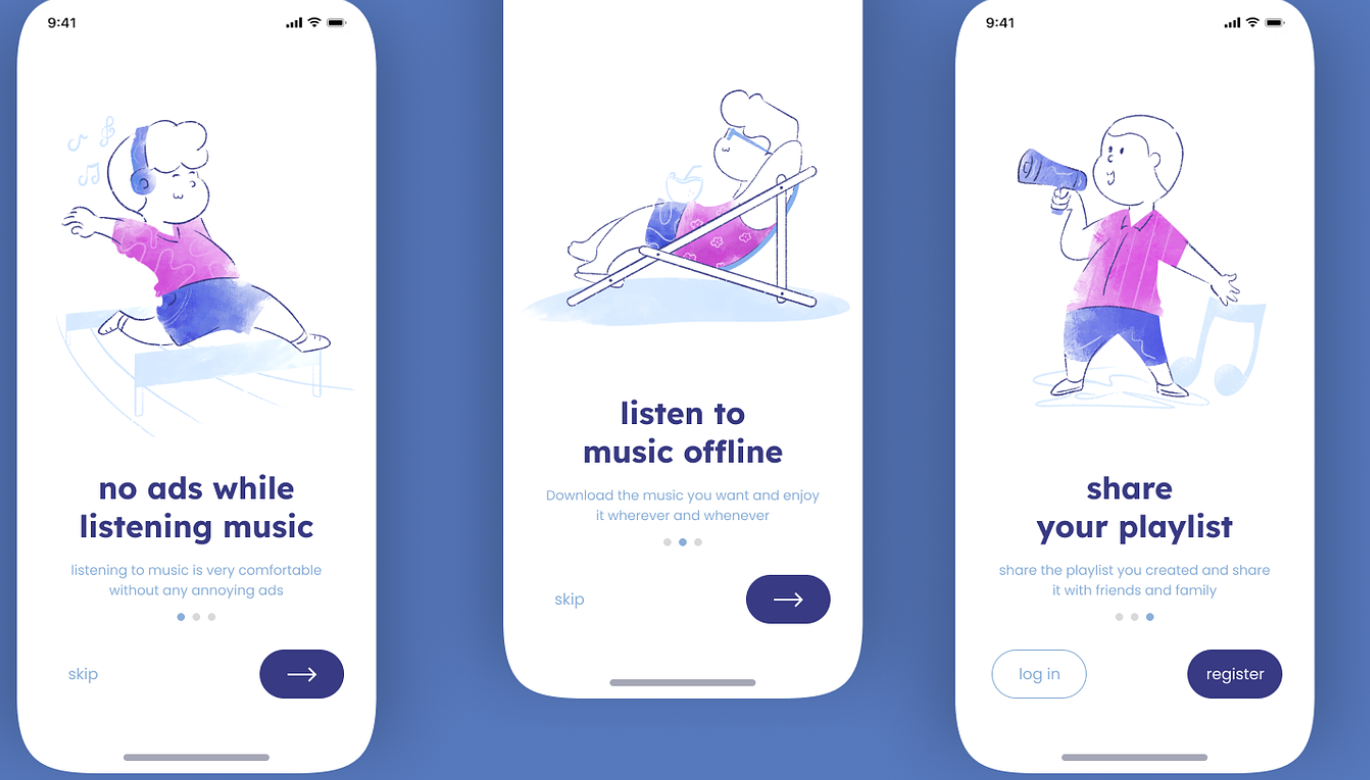 9:41
no ads while
listening music
listening to music is very comfortable
without any annoying ads
skip
listen to
music offline
Download the music you want and enjoy
it wherever and whenever
skip
9:41
share
your playlist
share the playlist you created and share
it with friends and family
log in
register